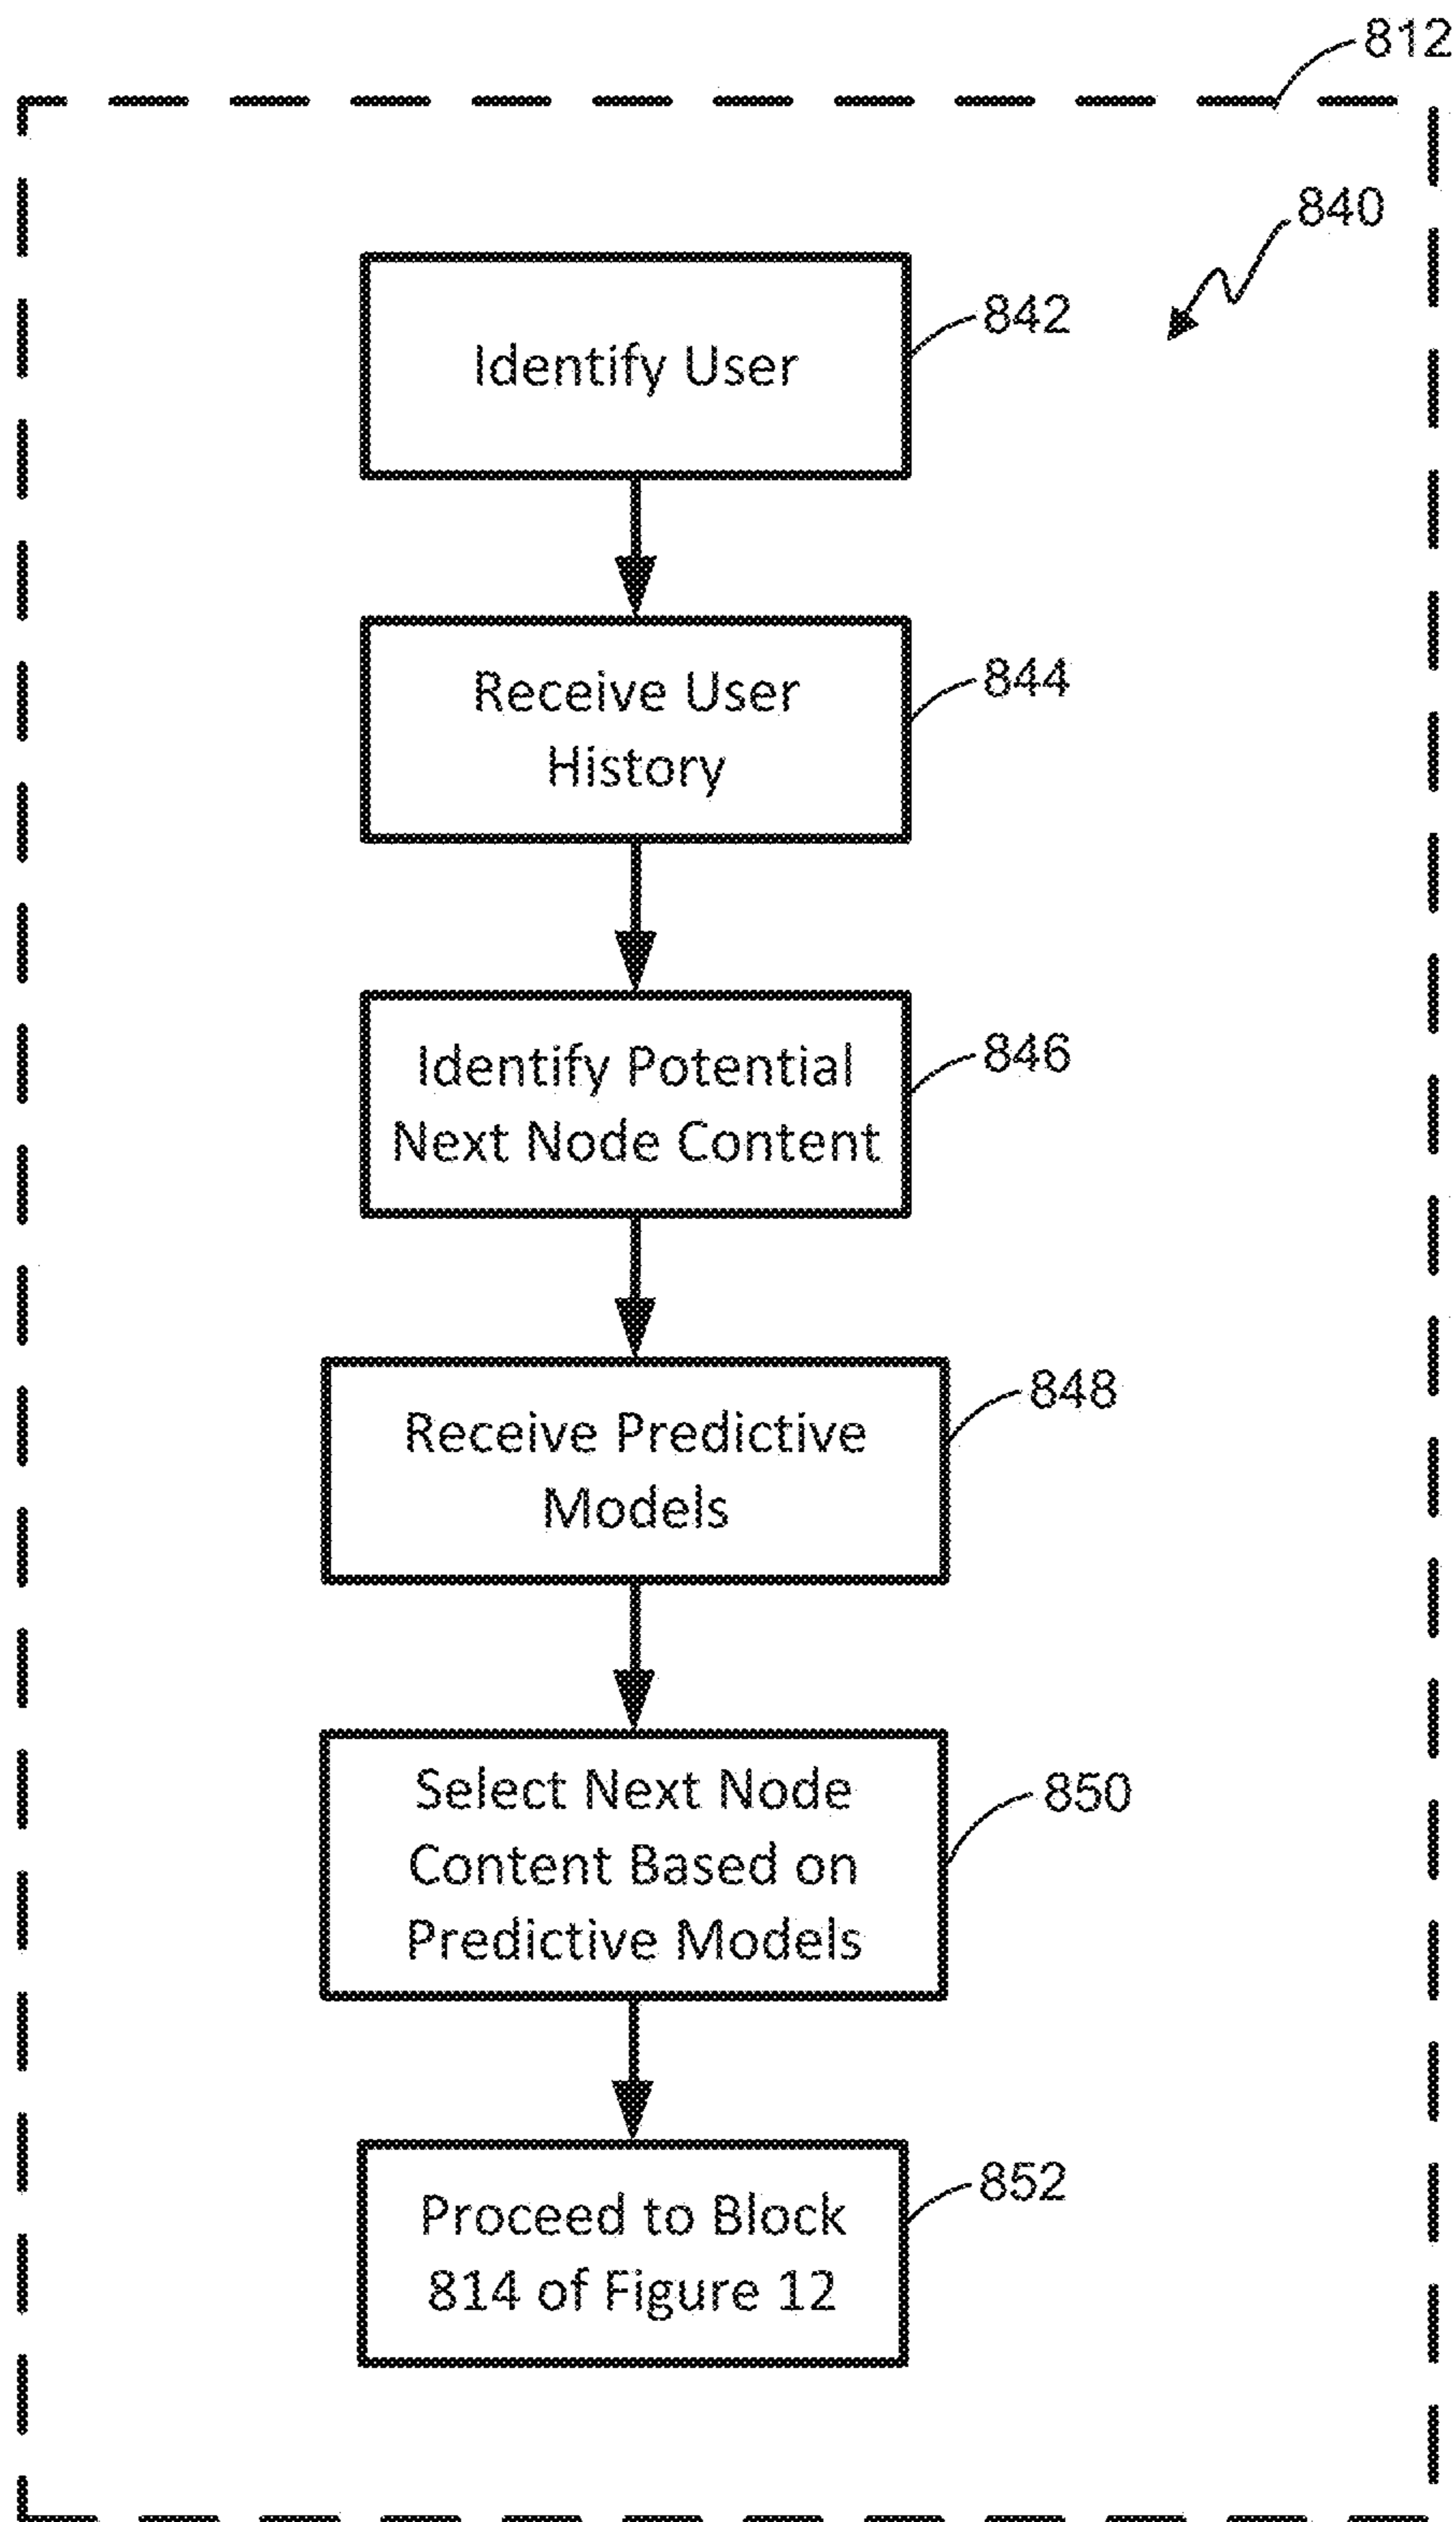 812
840
Identify User
842
Receive User
History
844
Identify Potential
Next Node Content
846
Receive Predictive
Models
848
Select Next Node
Content Based on
Predictive Models
850
Proceed to Block
814 of Figure 12
852